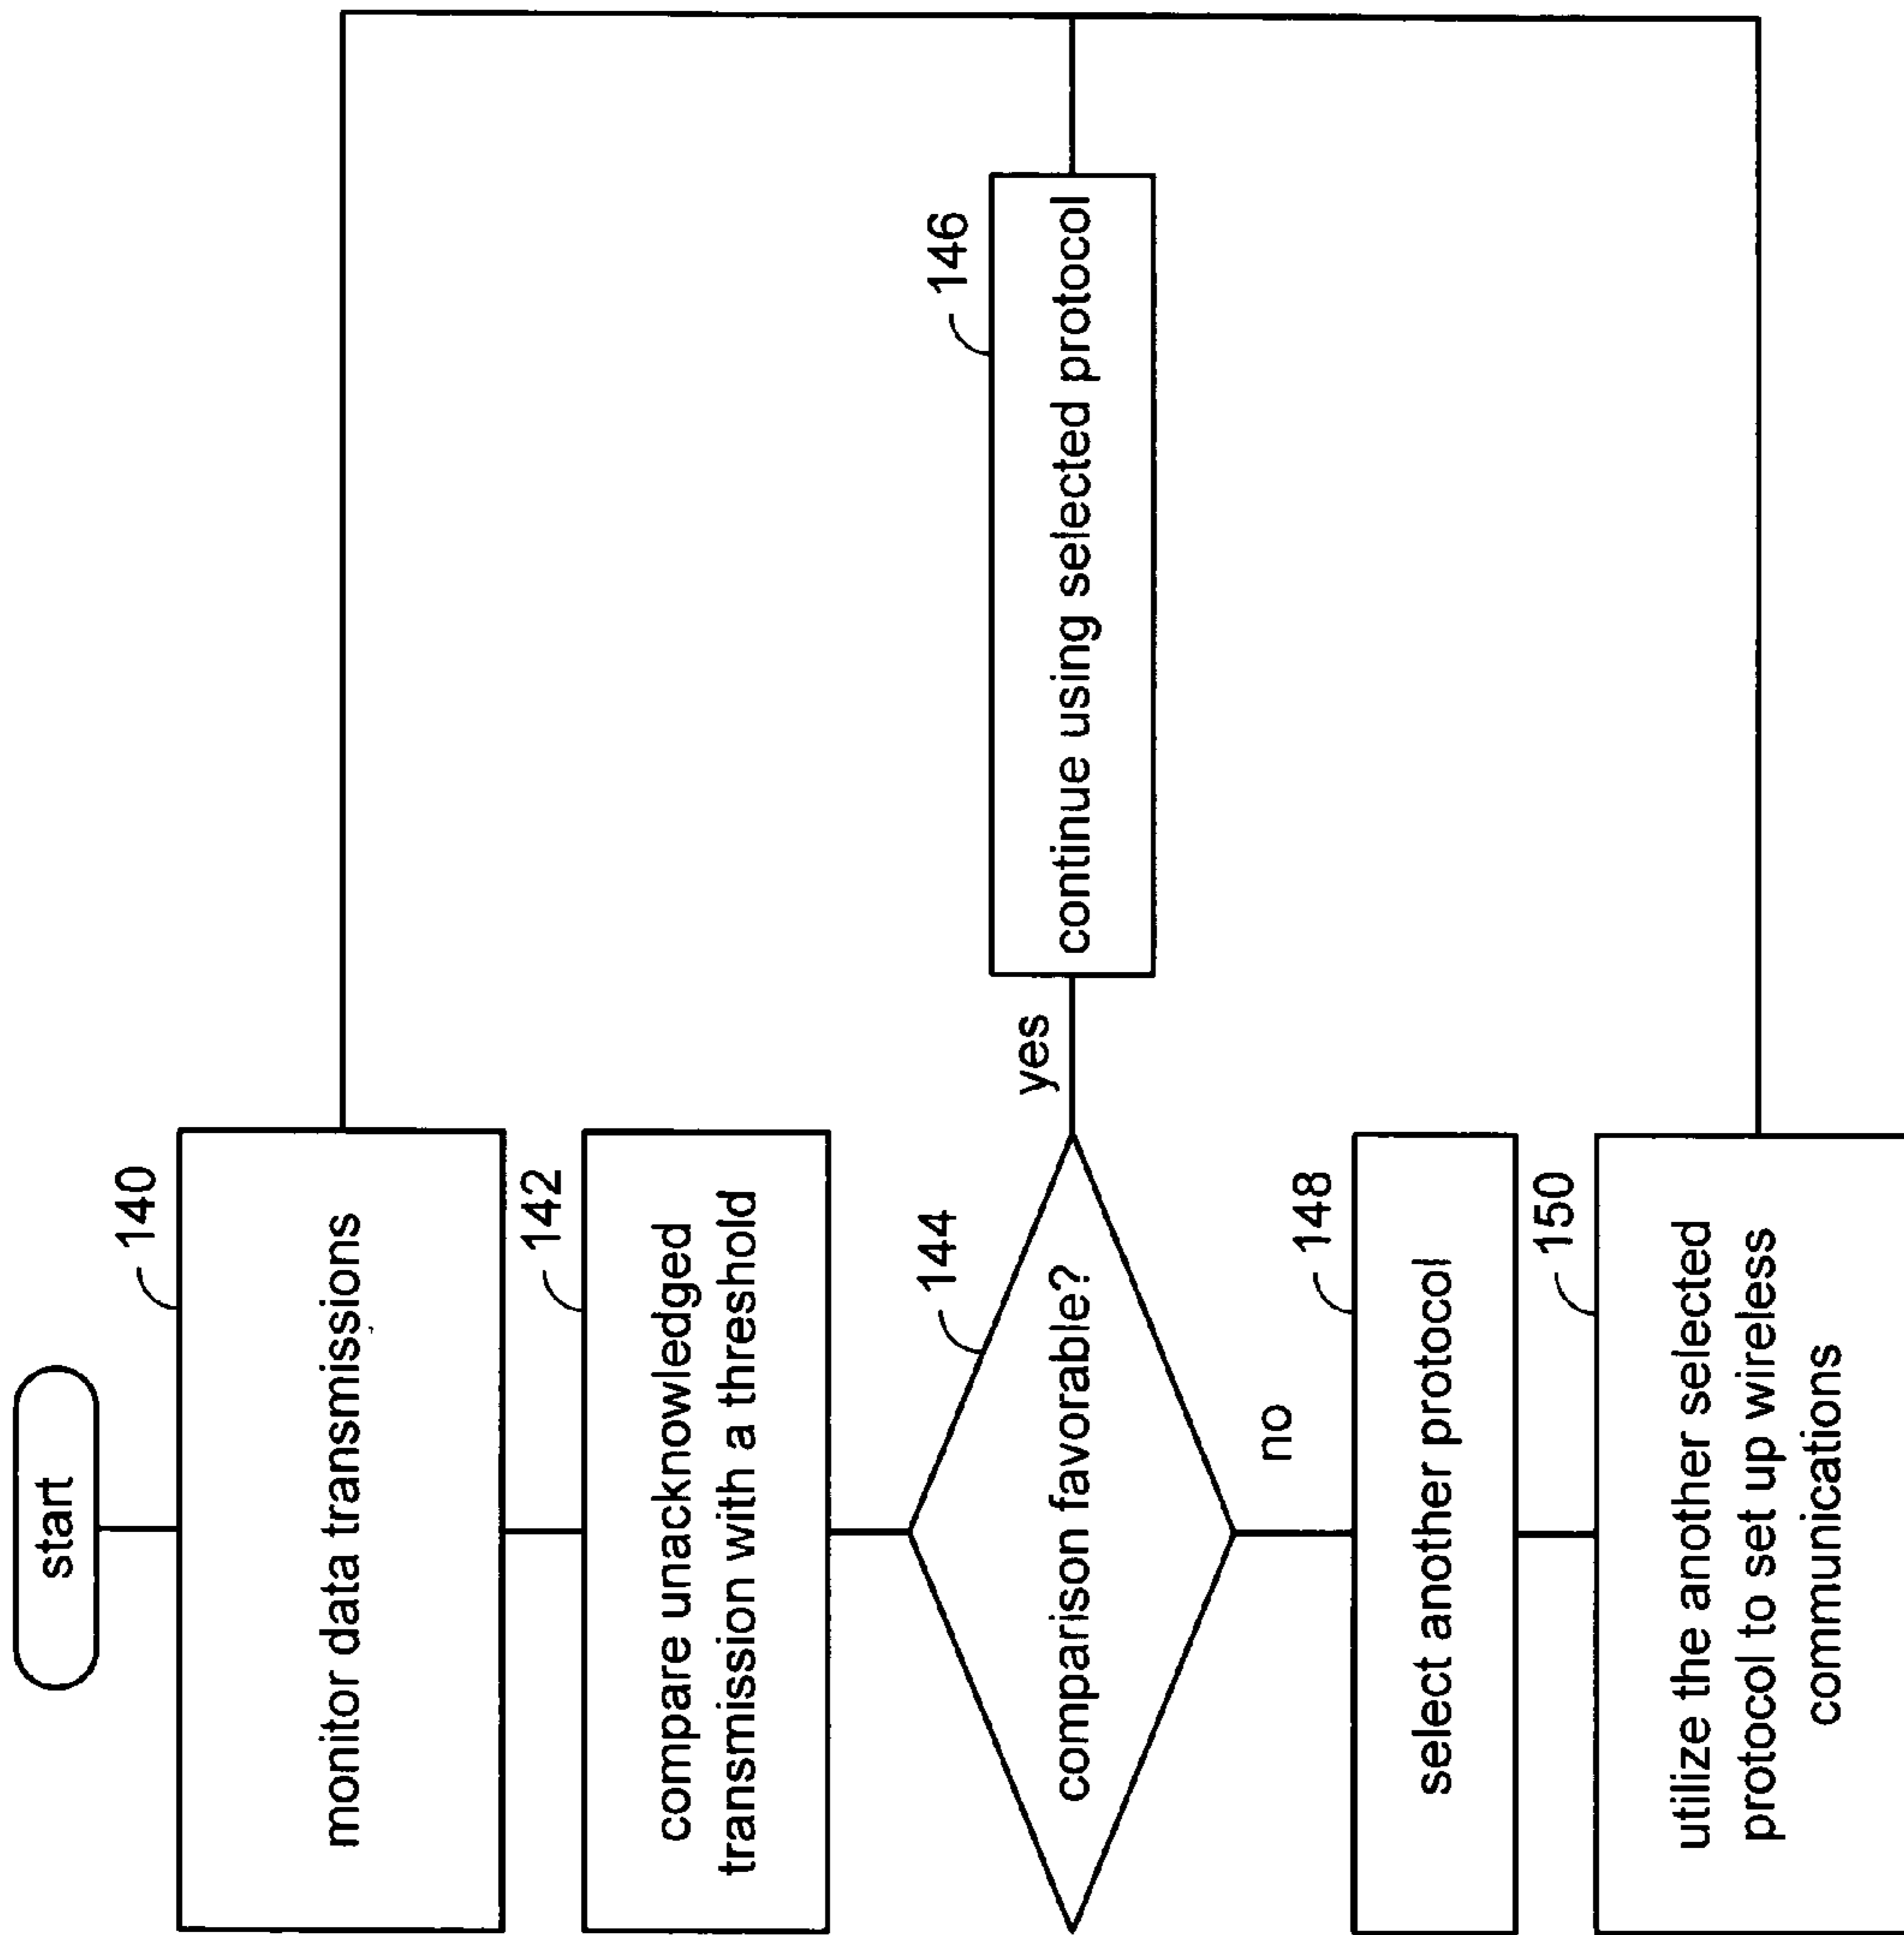 start
140
monitor data transmissions
142
compare unacknowledged
transmission with a threshold
144
comparison favorable?
yes
146
continue using selected protocol
no
148
select another protocol
150
utilize the another selected
protocol to set up wireless
communications